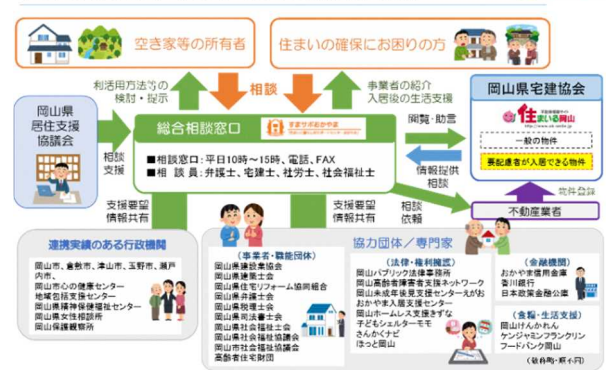 空き家等の所有者
住まいの確保にお困りの方
利活用方法等の
検討・提示
相談
事業者の紹介
入居後の生活支援
岡山県
居住支援
協議会
総合相談窓口
すまサポおかやま
■相談窓口:平日10時～15時、電話、FAX
■相 談 員:弁護士、宅建士、社労士、社会福祉士
相談
支援
閲覧・助言
情報提供
相談
岡山県宅建協会
住まいる岡山
一般の物件
要配慮者が入居できる物件
物件登録
不動産業者
支援要望
情報共有
支援要望
情報共有
相談
依頼
連携実績のある行政機関
岡山市、倉敷市、津山市、玉野市、瀬戸
内市、
岡山市心の健康センター
地域包括支援センター
岡山県精神保健福祉センター
岡山県女性相談所
岡山保護観察所
協力団体/専門家
(事業者・職能団体)
岡山県建設業協会
岡山県建築士会
岡山県住宅リフォーム協同組合
岡山県弁護士会
岡山県税理士会
岡山県司法書士会
岡山県社会福祉士会
岡山県社会福祉協議会
岡山市社会福祉協議会
高齢者住宅財団
(法律・権利擁護)
岡山パブリック法律事務所
岡山高齢者障害者支援ネットワーク
岡山未成年後見支援センターえがお
おかやま入居支援センター
岡山ホームレス支援きずな
子どもシェルターモモ
さんかくナビ
ほっと岡山
(金融機関)
おかやま信用金庫
香川銀行
日本政策金融公庫
(食糧・生活支援)
岡山けんかれん
ケンジャミンフランクリン
フードバンク岡山
(敬称略・順不同)